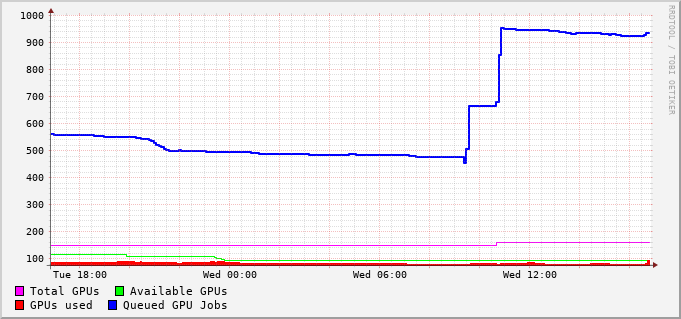 1000
900
800
700
600
500
400
300
200
100
Tue 18:00 Wed 00:00 Wed 06:00 Wed 12:00
Total GPUs Available GPUs
GPUs used Queued GPU Jobs
RRDTOOL / TOBI OETIKER